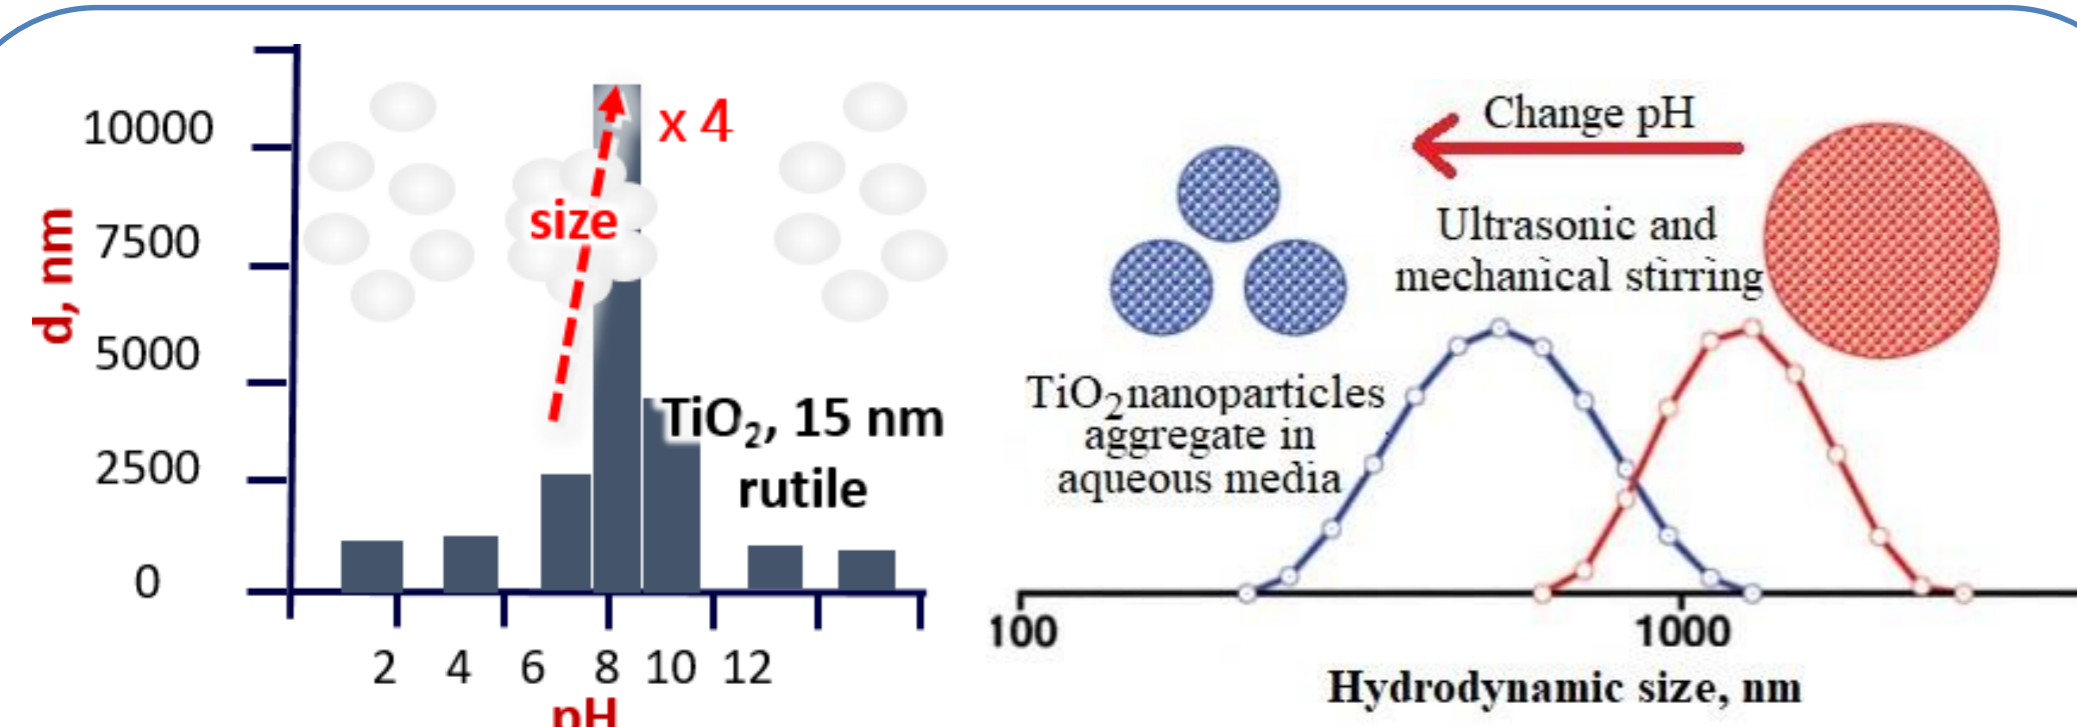 10000
7500
5000
2500
0
d, nm
size
x 4
TiO2, 15 nm
rutile
2 4 6 8 10 12
pH
Change pH
Ultrasonic and
mechanical stirring
TiO2 nanoparticles
aggregate in
aqueous media
100 1000
Hydrodynamic size, nm